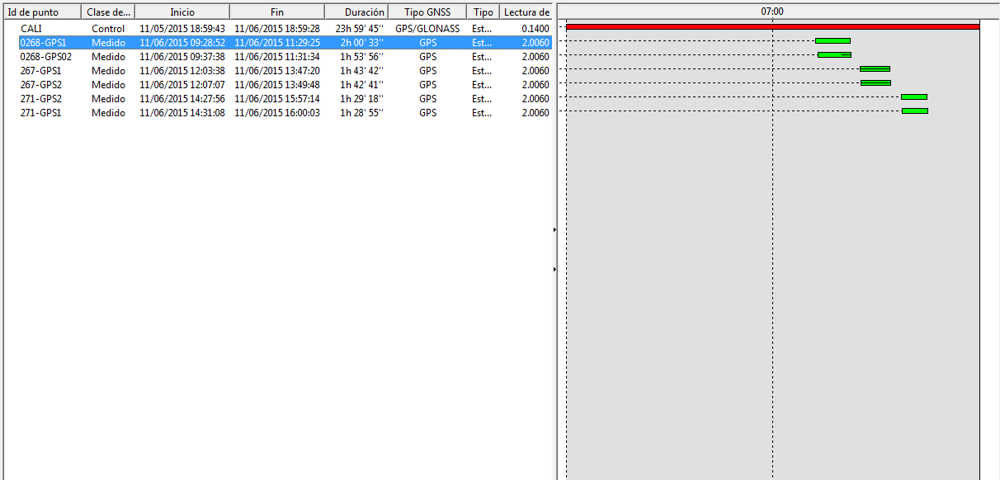 Id de punto Clase de... Inicio Fin Duración Tipo GNSS Tipo Lectura de 07:00
CALI Control 11/05/2015 18:59:43 11/06/2015 18:59:28 23h 59' 45'' GPS/GLONASS Est... 0.1400
0268-GPS1 Medido 11/06/2015 09:28:52 11/06/2015 11:29:25 2h 00' 33'' GPS Est... 2.0060
0268-GPS02 Medido 11/06/2015 09:37:38 11/06/2015 11:31:34 1h 53' 56'' GPS Est... 2.0060
267-GPS1 Medido 11/06/2015 12:03:38 11/06/2015 13:47:20 1h 43' 42'' GPS Est... 2.0060
267-GPS2 Medido 11/06/2015 12:07:07 11/06/2015 13:49:48 1h 42' 41'' GPS Est... 2.0060
271-GPS2 Medido 11/06/2015 14:27:56 11/06/2015 15:57:14 1h 29' 18'' GPS Est... 2.0060
271-GPS1 Medido 11/06/2015 14:31:08 11/06/2015 16:00:03 1h 28' 55'' GPS Est... 2.0060